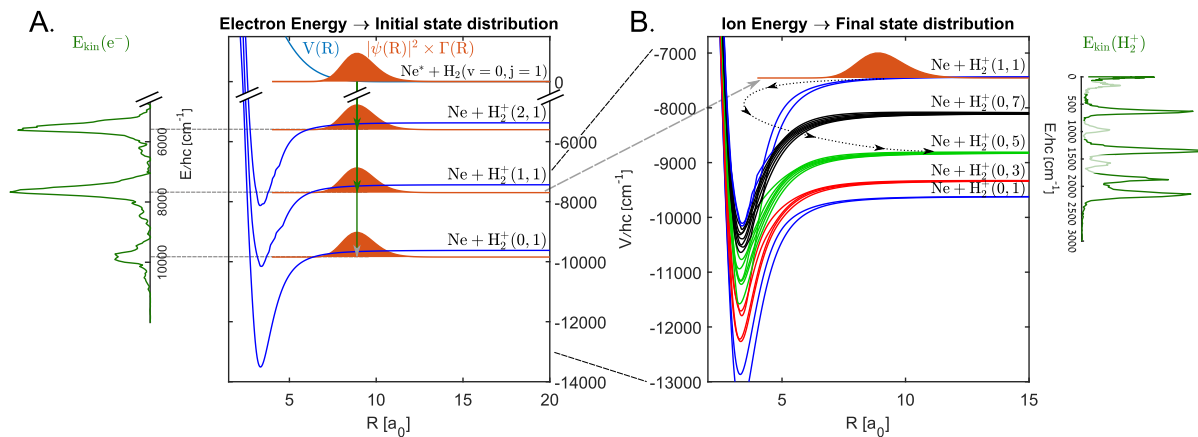 A.
Electron Energy → Initial state distribution
E_kin(e⁻)
V(R)
|ψ(R)|² × Γ(R)
Ne* + H₂(v = 0, j = 1)
0
Ne + H₂⁺(2, 1)
Ne + H₂⁺(1, 1)
Ne + H₂⁺(0, 1)
6000
8000
10000
E/hc [cm⁻¹]
-6000
-8000
-10000
-12000
-14000
5
10
15
20
R [a₀]
B.
Ion Energy → Final state distribution
V/hc [cm⁻¹]
-7000
-8000
-9000
-10000
-11000
-12000
-13000
Ne + H₂⁺(1, 1)
Ne + H₂⁺(0, 7)
Ne + H₂⁺(0, 5)
Ne + H₂⁺(0, 3)
Ne + H₂⁺(0, 1)
5
10
15
R [a₀]
E_kin(H₂⁺)
0
500
1000
1500
2000
2500
3000
E/hc [cm⁻¹]